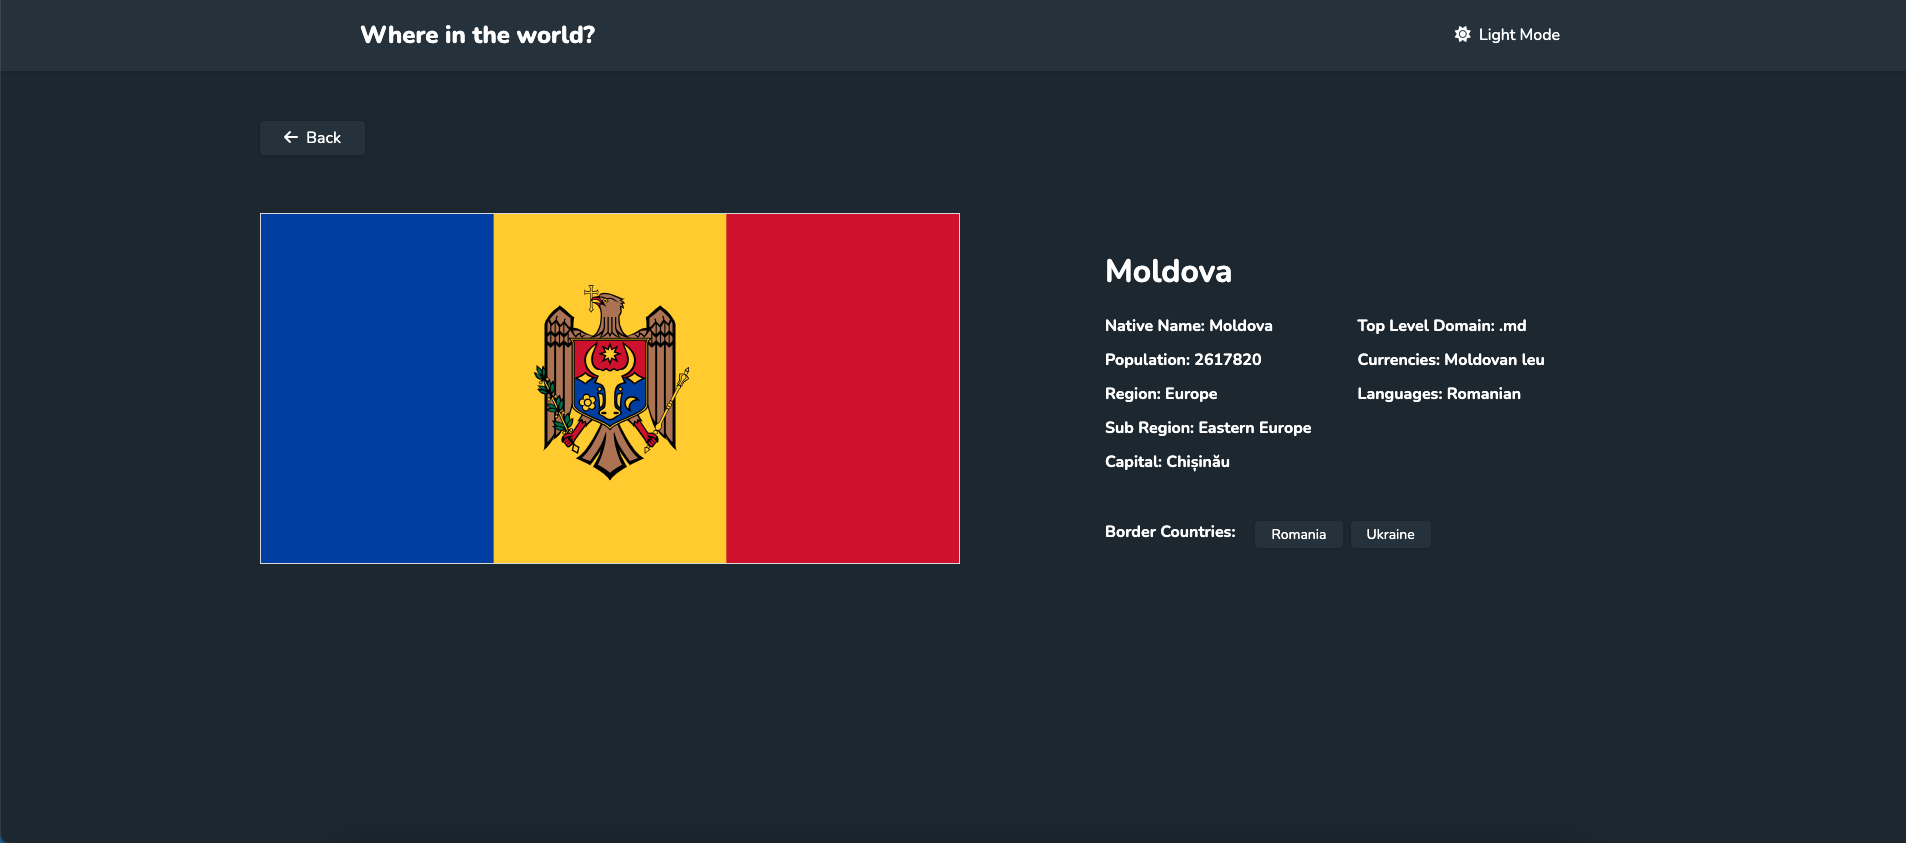 Where in the world?
Light Mode
Back
Moldova
Native Name: Moldova
Population: 2617820
Region: Europe
Sub Region: Eastern Europe
Capital: Chișinău
Top Level Domain: .md
Currencies: Moldovan leu
Languages: Romanian
Border Countries: Romania Ukraine